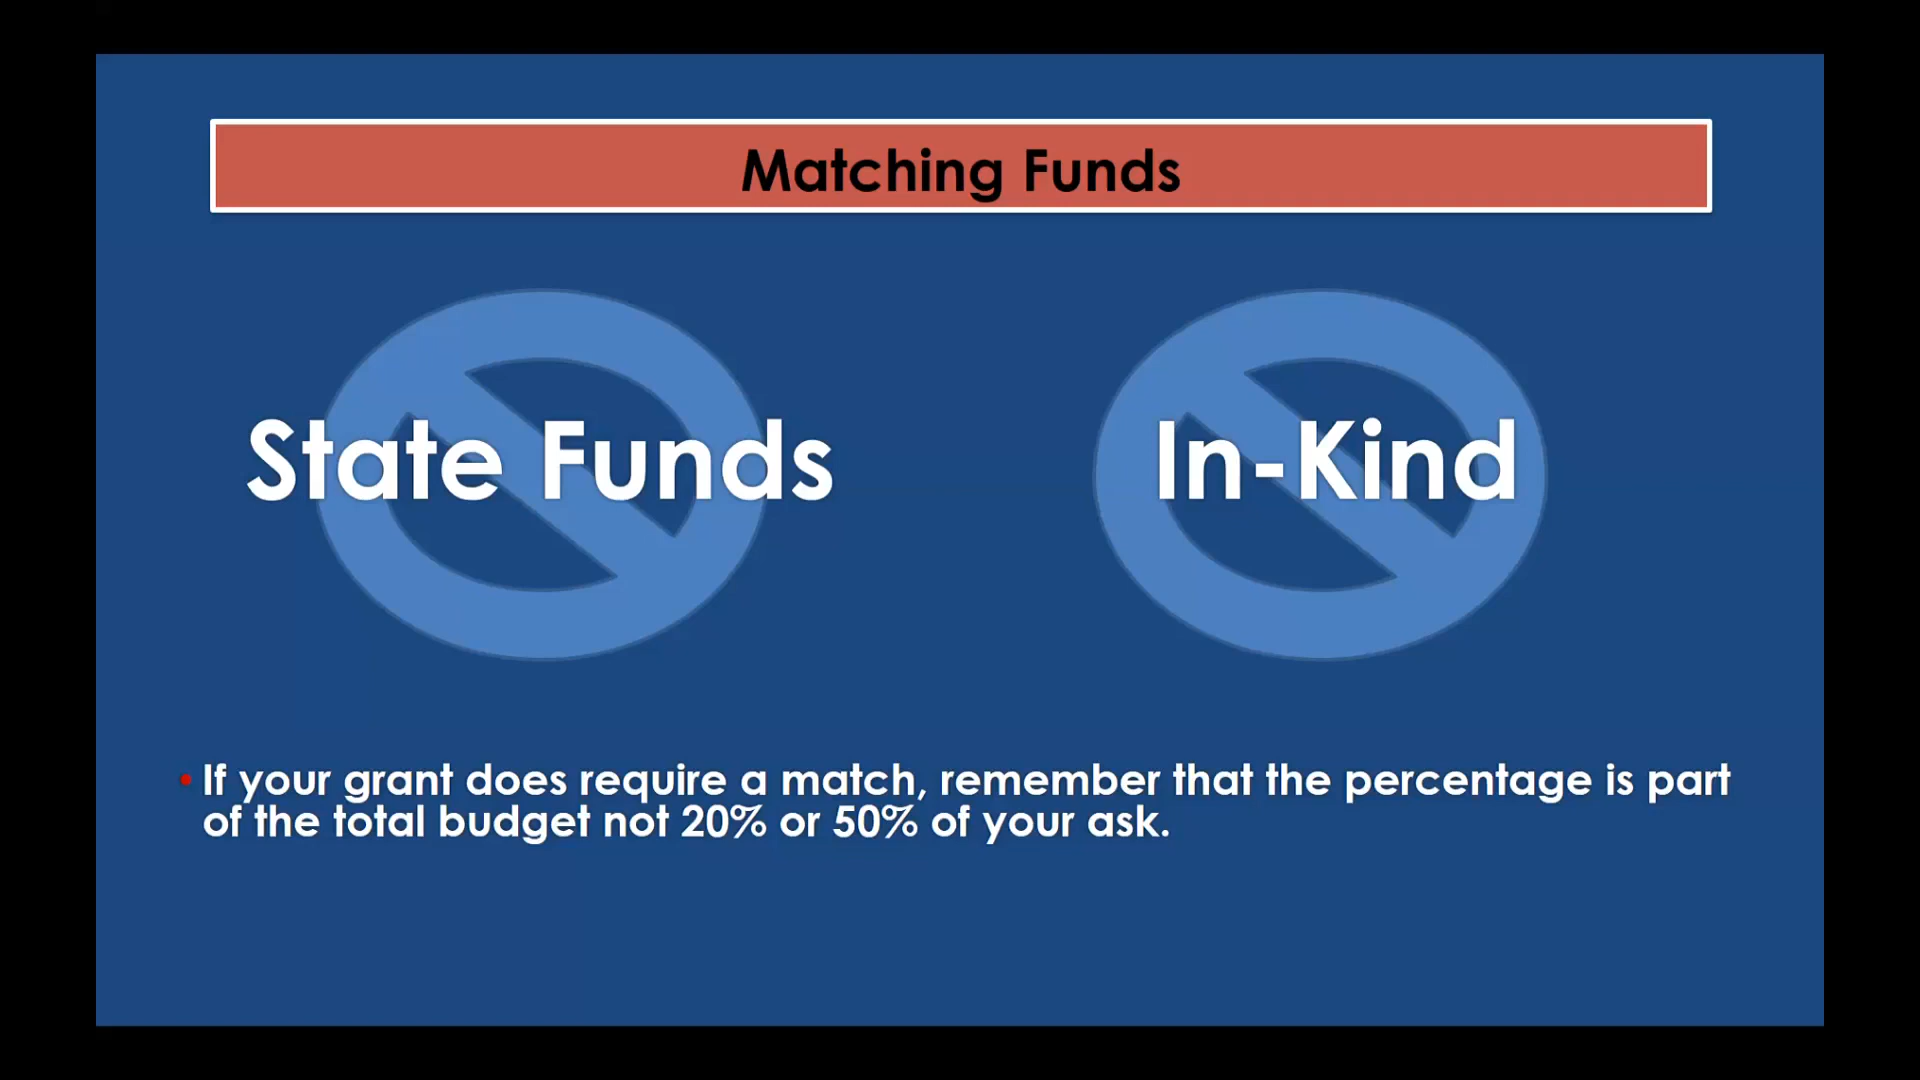 Matching Funds
State Funds
In-Kind
• If your grant does require a match, remember that the percentage is part
of the total budget not 20% or 50% of your ask.